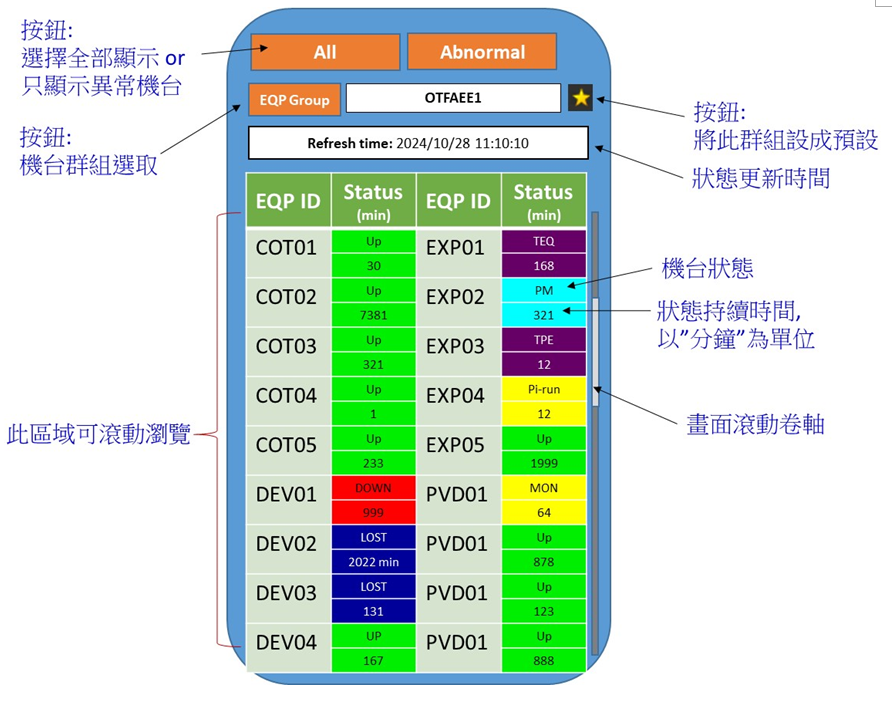 按鈕:
選擇全部顯示 or
只顯示異常機台
All
Abnormal
按鈕:
機台群組選取
EQP Group
OTFAEE1
按鈕:
將此群組設成預設
Refresh time: 2024/10/28 11:10:10
狀態更新時間
EQP ID
Status
(min)
EQP ID
Status
(min)
COT01
Up
30
EXP01
TEQ
168
COT02
Up
7381
EXP02
PM
321
機台狀態
狀態持續時間,
以”分鐘”為單位
COT03
Up
321
EXP03
TPE
12
COT04
Up
1
EXP04
Pi-run
12
畫面滾動卷軸
此區域可滾動瀏覽
COT05
Up
233
EXP05
Up
1999
DEV01
DOWN
999
PVD01
MON
64
DEV02
LOST
2022 min
PVD01
Up
878
DEV03
LOST
131
PVD01
Up
123
DEV04
UP
167
PVD01
Up
888